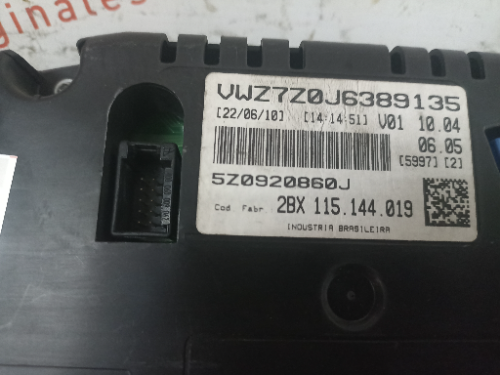 iginales
VWZ7Z0J6389135
[22/06/10] [14:14:51] V01 10.04
06.05
[5997] [2]
5Z0920860J
Cod. Fabr. 2BX 115.144.019
INDUSTRIA BRASILEIRA